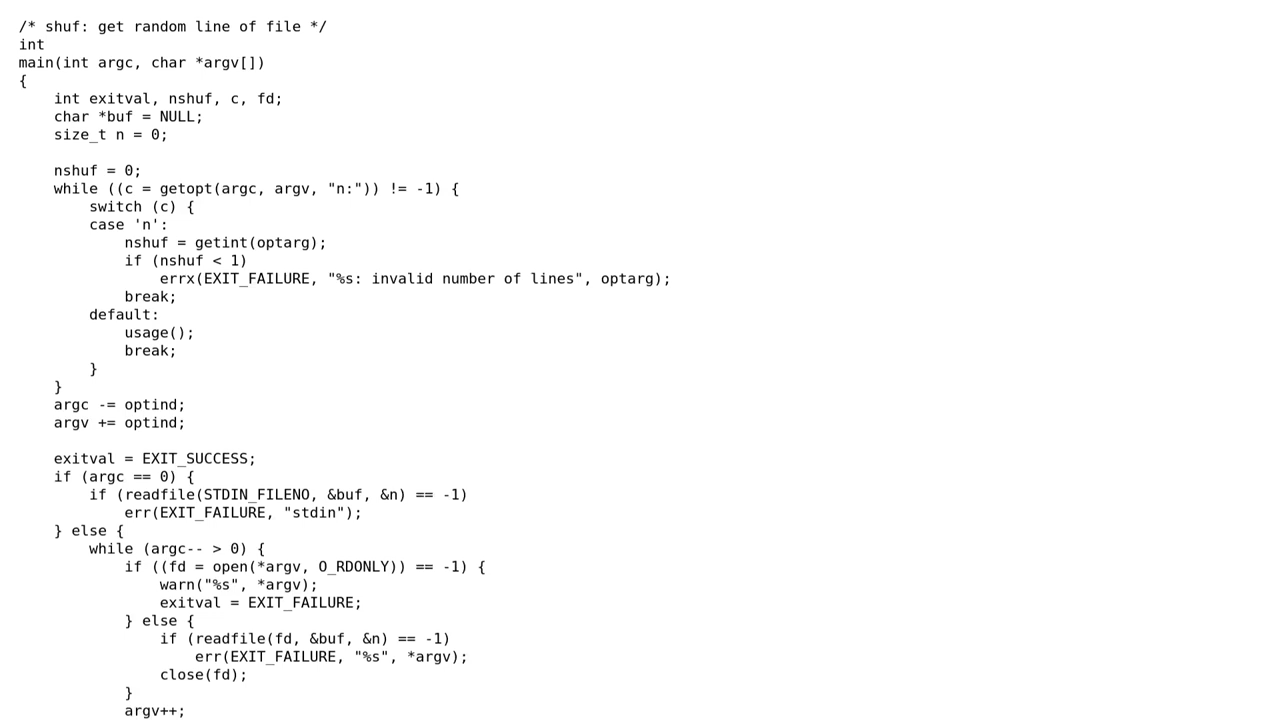 /* shuf: get random line of file */
int
main(int argc, char *argv[])
{
    int exitval, nshuf, c, fd;
    char *buf = NULL;
    size_t n = 0;

    nshuf = 0;
    while ((c = getopt(argc, argv, "n:")) != -1) {
        switch (c) {
        case 'n':
            nshuf = getint(optarg);
            if (nshuf < 1)
                errx(EXIT_FAILURE, "%s: invalid number of lines", optarg);
            break;
        default:
            usage();
            break;
        }
    }
    argc -= optind;
    argv += optind;

    exitval = EXIT_SUCCESS;
    if (argc == 0) {
        if (readfile(STDIN_FILENO, &buf, &n) == -1)
            err(EXIT_FAILURE, "stdin");
    } else {
        while (argc-- > 0) {
            if ((fd = open(*argv, O_RDONLY)) == -1) {
                warn("%s", *argv);
                exitval = EXIT_FAILURE;
            } else {
                if (readfile(fd, &buf, &n) == -1)
                    err(EXIT_FAILURE, "%s", *argv);
                close(fd);
            }
            argv++;